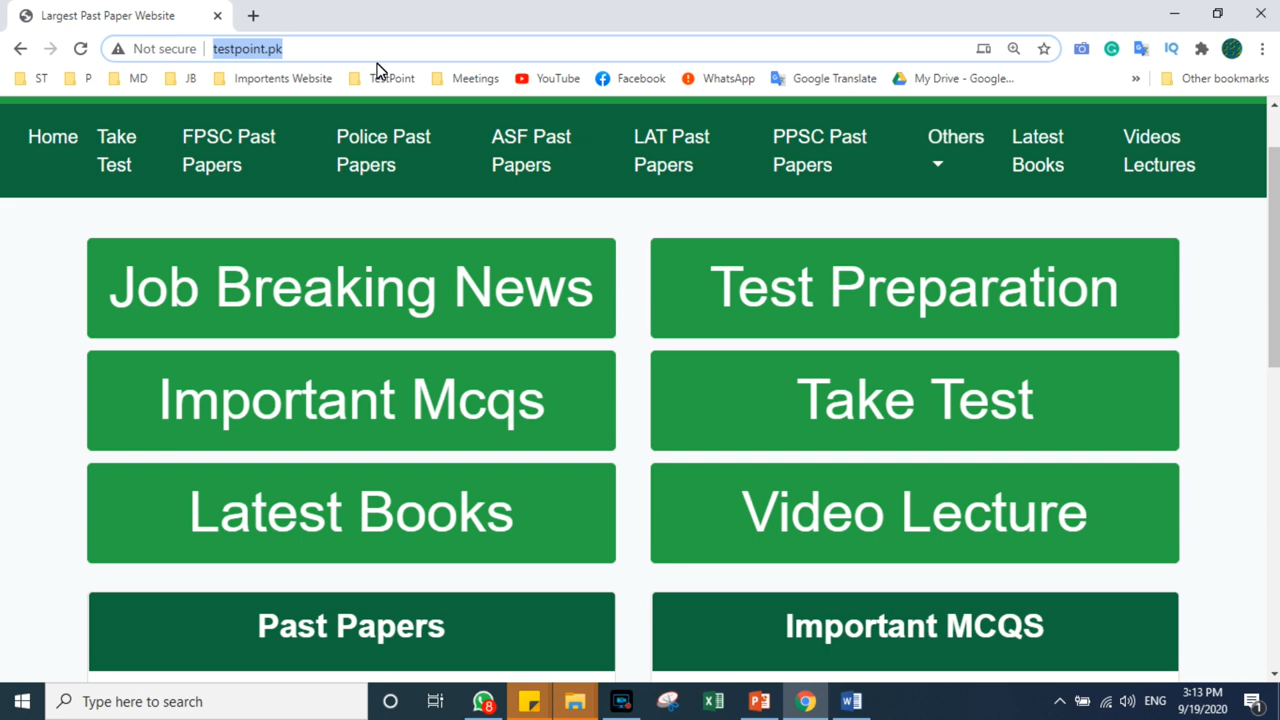 Largest Past Paper Website
Not secure testpoint.pk
ST P MD JB Importents Website TestPoint Meetings YouTube Facebook WhatsApp Google Translate My Drive - Google... » Other bookmarks
Home Take Test FPSC Past Papers Police Past Papers ASF Past Papers LAT Past Papers PPSC Past Papers Others Latest Books Videos Lectures
Job Breaking News Test Preparation
Important Mcqs Take Test
Latest Books Video Lecture
Past Papers Important MCQS
Type here to search 8 ENG 3:13 PM
9/19/2020 1